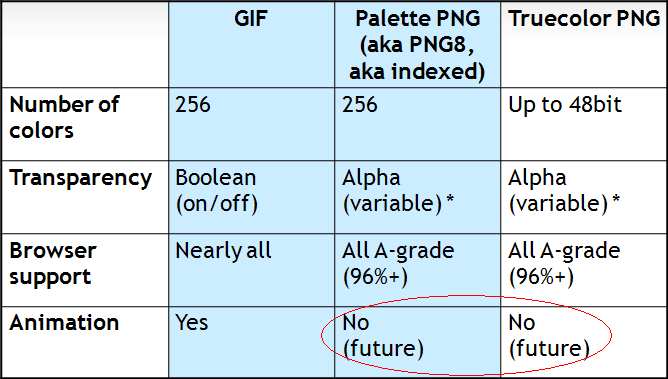 GIF
Palette PNG
(aka PNG8,
aka indexed)
Truecolor PNG
Number of
colors
256
256
Up to 48bit
Transparency
Boolean
(on/off)
Alpha
(variable) *
Alpha
(variable) *
Browser
support
Nearly all
All A-grade
(96%+)
All A-grade
(96%+)
Animation
Yes
No
(future)
No
(future)